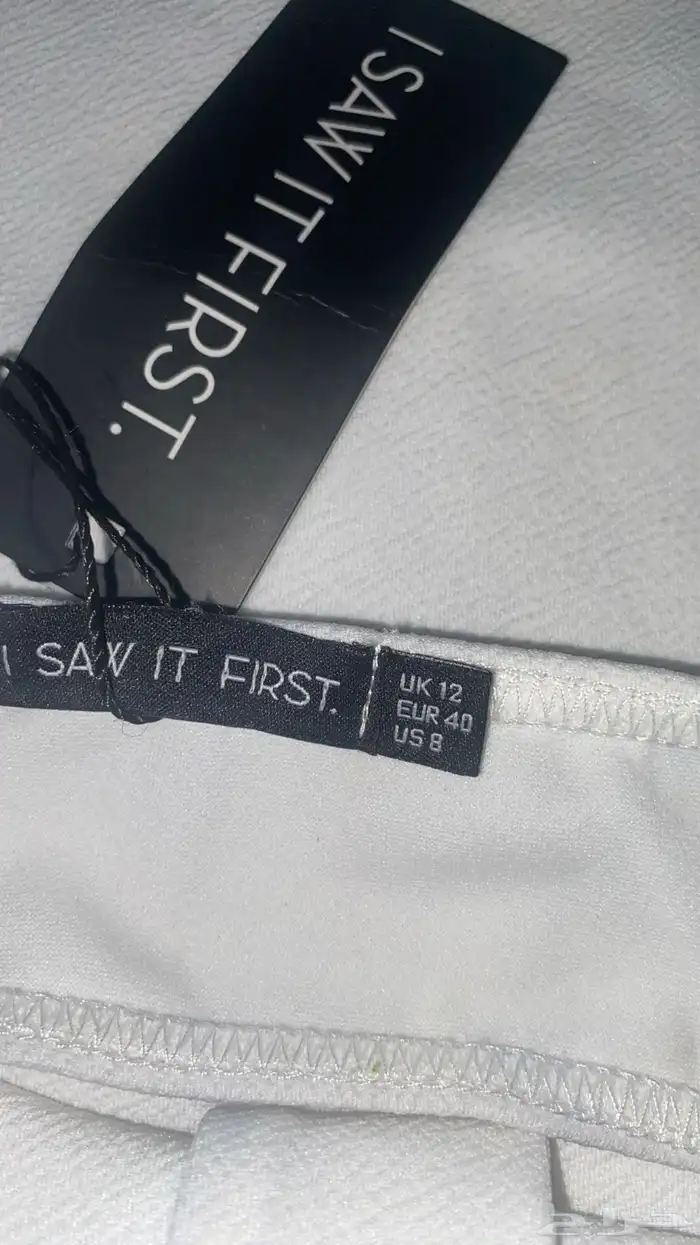 I SAW IT FIRST.
I SAW IT FIRST.
UK 12
EUR 40
US 8